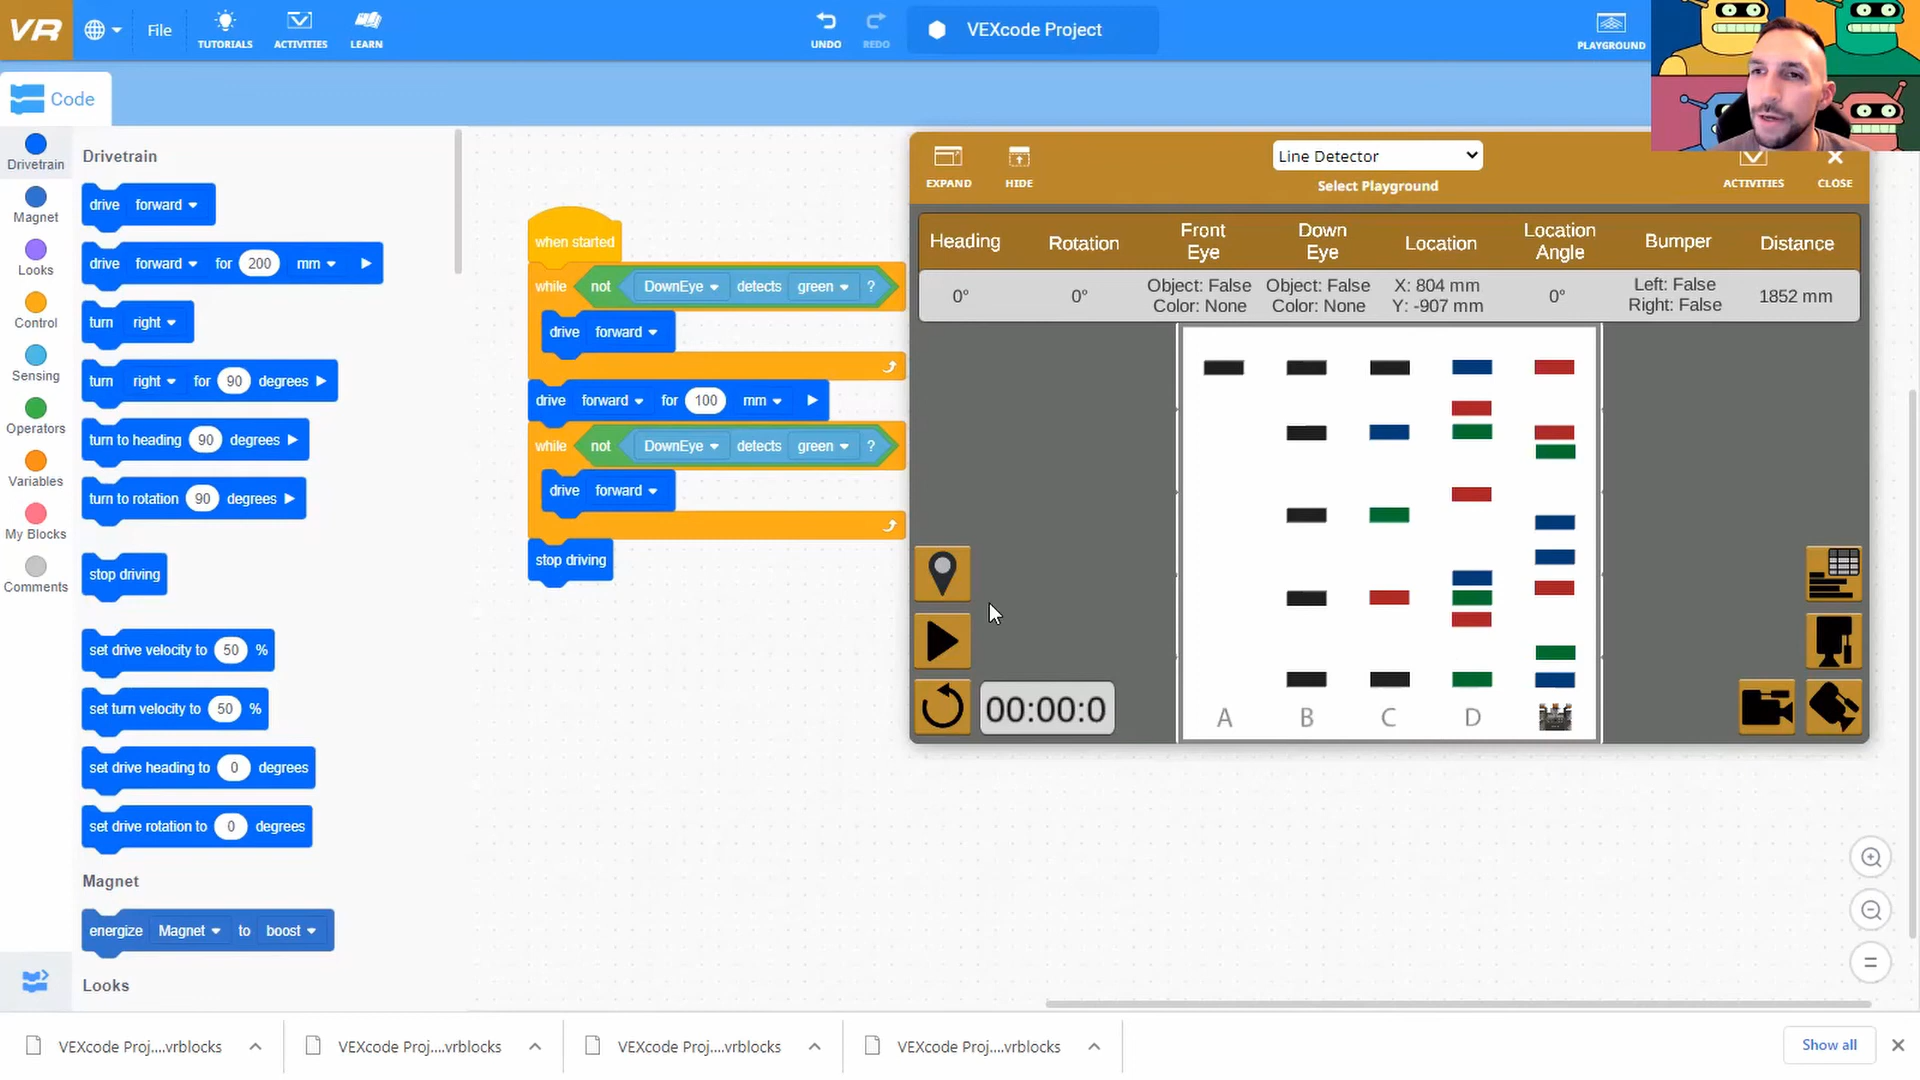 VR
File
TUTORIALS
ACTIVITIES
LEARN
UNDO
REDO
VEXcode Project
PLAYGROUND
Code
Drivetrain
Magnet
Looks
Control
Sensing
Operators
Variables
My Blocks
Comments
Drivetrain
drive forward
drive forward for 200 mm
turn right
turn right for 90 degrees
turn to heading 90 degrees
turn to rotation 90 degrees
stop driving
set drive velocity to 50 %
set turn velocity to 50 %
set drive heading to 0 degrees
set drive rotation to 0 degrees
Magnet
energize Magnet to boost
Looks
when started
while not DownEye detects green ?
drive forward
drive forward for 100 mm
while not DownEye detects green ?
drive forward
stop driving
EXPAND
HIDE
Line Detector
Select Playground
ACTIVITIES
CLOSE
Heading
Rotation
Front Eye
Down Eye
Location
Location Angle
Bumper
Distance
0°
0°
Object: False
Color: None
Object: False
Color: None
X: 804 mm
Y: -907 mm
0°
Left: False
Right: False
1852 mm
00:00:0
A B C D
VEXcode Proj....vrblocks
VEXcode Proj....vrblocks
VEXcode Proj....vrblocks
VEXcode Proj....vrblocks
Show all